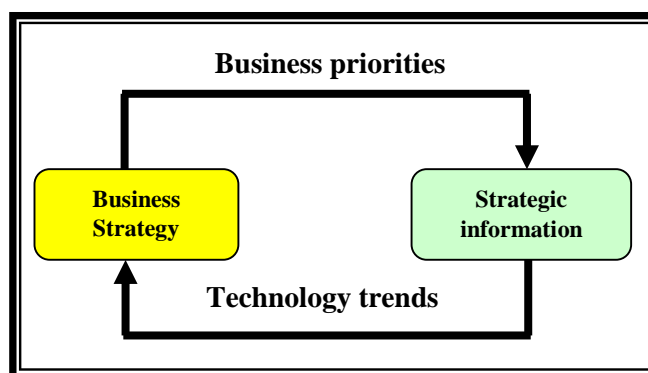 Business priorities
Business
Strategy
Strategic
information
Technology trends